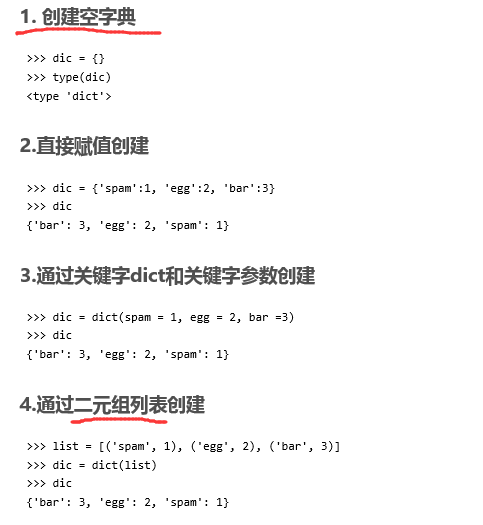 1. 创建空字典
>>> dic = {}
>>> type(dic)
<type 'dict'>
2.直接赋值创建
>>> dic = {'spam':1, 'egg':2, 'bar':3}
>>> dic
{'bar': 3, 'egg': 2, 'spam': 1}
3.通过关键字dict和关键字参数创建
>>> dic = dict(spam = 1, egg = 2, bar =3)
>>> dic
{'bar': 3, 'egg': 2, 'spam': 1}
4.通过二元组列表创建
>>> list = [('spam', 1), ('egg', 2), ('bar', 3)]
>>> dic = dict(list)
>>> dic
{'bar': 3, 'egg': 2, 'spam': 1}